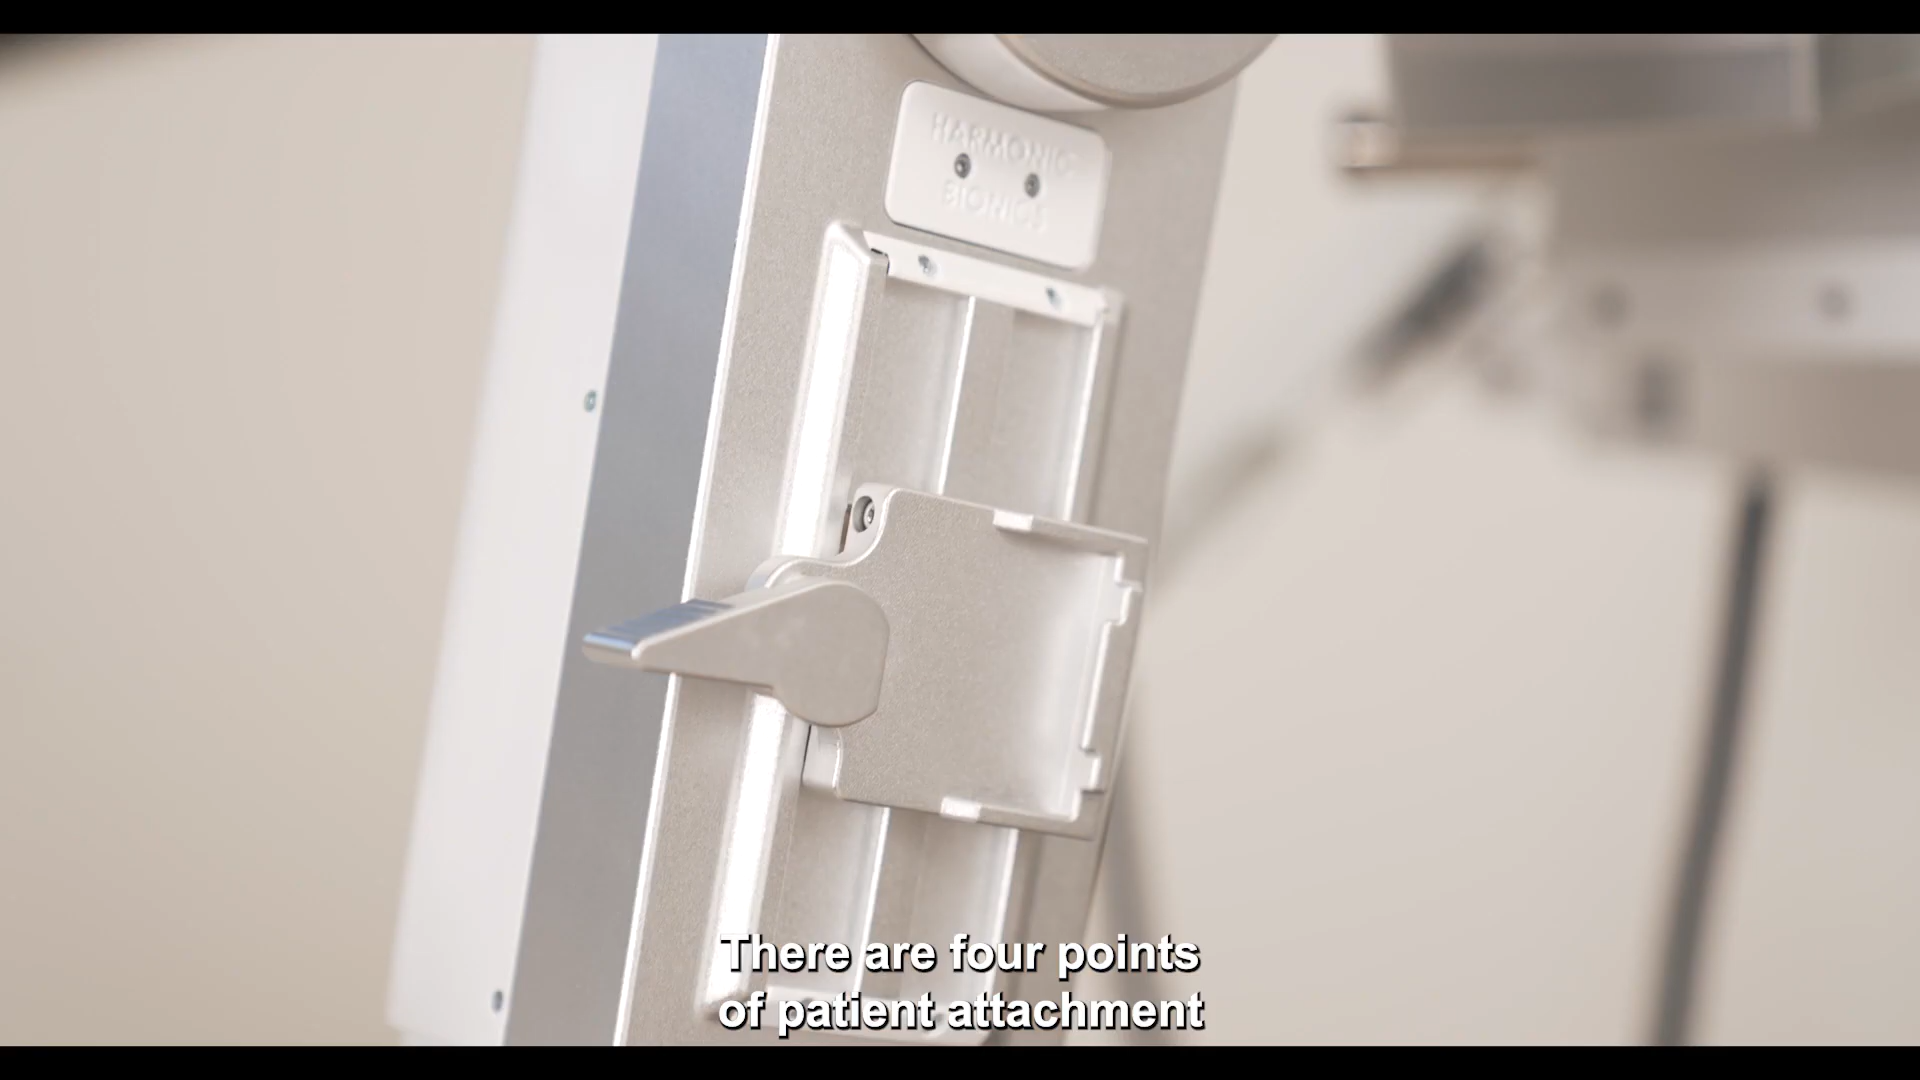 HARMONIC
BIONICS
There are four points
of patient attachment